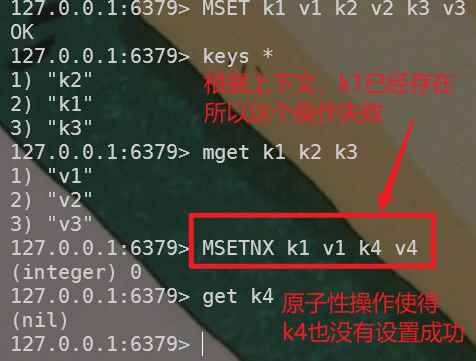 127.0.0.1:6379> MSET k1 v1 k2 v2 k3 v3
OK
127.0.0.1:6379> keys *
1) "k2"
2) "k1"
3) "k3"
根据上下文，k1已经存在
所以这个操作失败
127.0.0.1:6379> mget k1 k2 k3
1) "v1"
2) "v2"
3) "v3"
127.0.0.1:6379> MSETNX k1 v1 k4 v4
(integer) 0
127.0.0.1:6379> get k4
(nil)
原子性操作使得
k4也没有设置成功
127.0.0.1:6379>